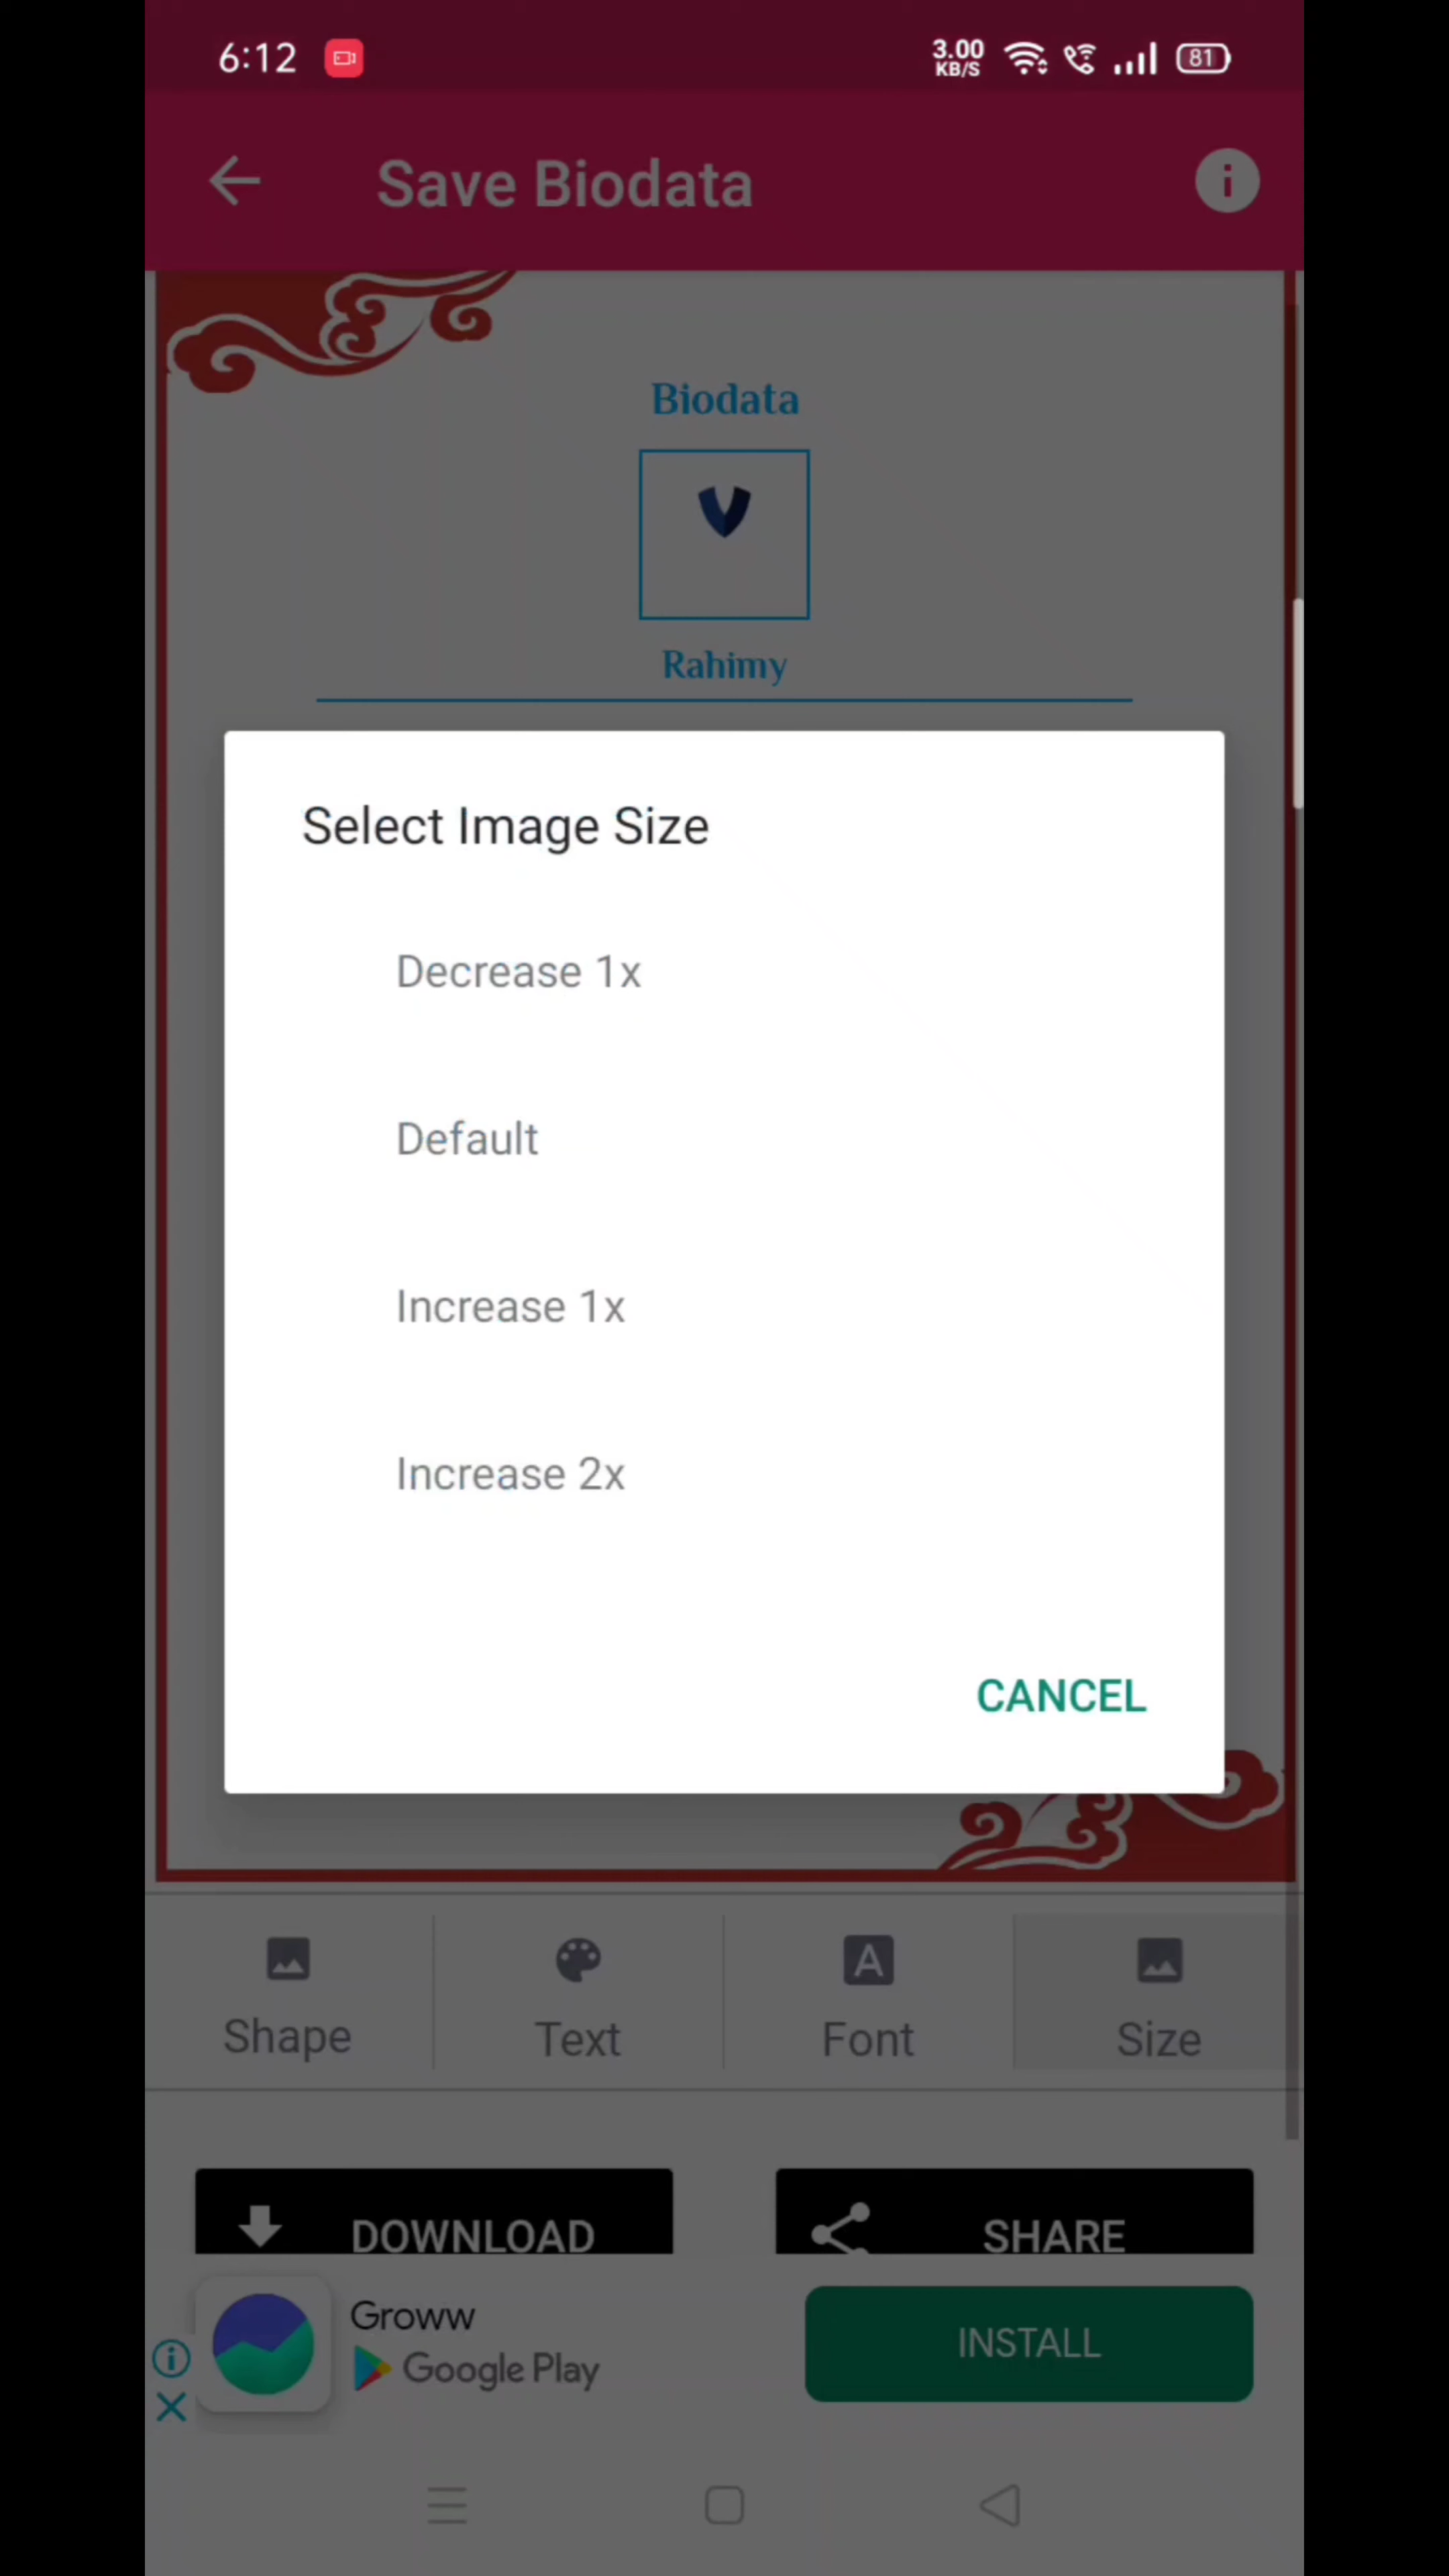 6:12
3.00
KB/S
81
Save Biodata
Biodata
Rahimy
Select Image Size
Decrease 1x
Default
Increase 1x
Increase 2x
CANCEL
Shape
Text
A
Font
Size
DOWNLOAD
SHARE
Groww
Google Play
INSTALL